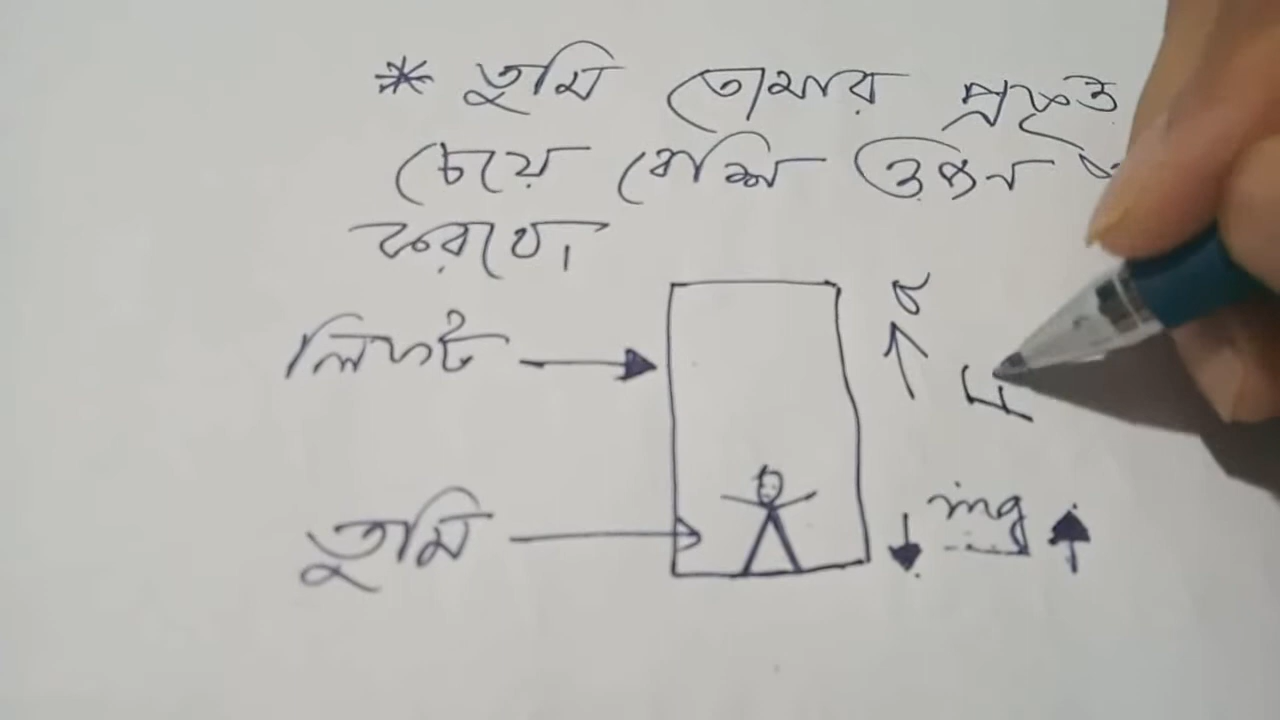 * তুমি তোমার প্রকৃত
চেয়ে বেশি ওজন
করবে।
a
লিফট
F
mg
তুমি